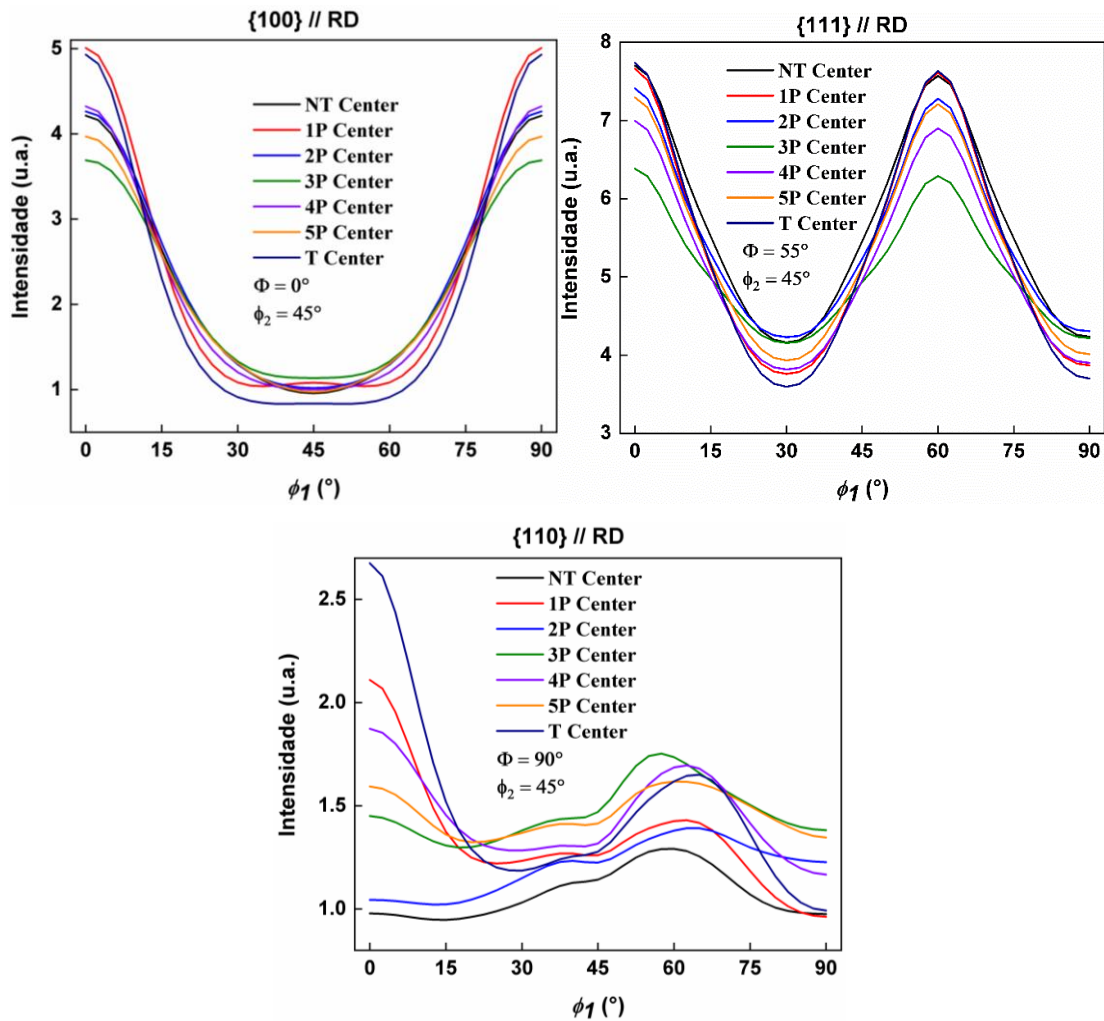 {100} // RD
5
4
3
2
1
Intensidade (u.a.)
NT Center
1P Center
2P Center
3P Center
4P Center
5P Center
T Center
Φ = 0°
ϕ2 = 45°
0 15 30 45 60 75 90
ϕ1 (°)
{111} // RD
8
7
6
5
4
3
Intensidade (u.a.)
NT Center
1P Center
2P Center
3P Center
4P Center
5P Center
T Center
Φ = 55°
ϕ2 = 45°
0 15 30 45 60 75 90
ϕ1 (°)
{110} // RD
2.5
2.0
1.5
1.0
Intensidade (u.a.)
NT Center
1P Center
2P Center
3P Center
4P Center
5P Center
T Center
Φ = 90°
ϕ2 = 45°
0 15 30 45 60 75 90
ϕ1 (°)